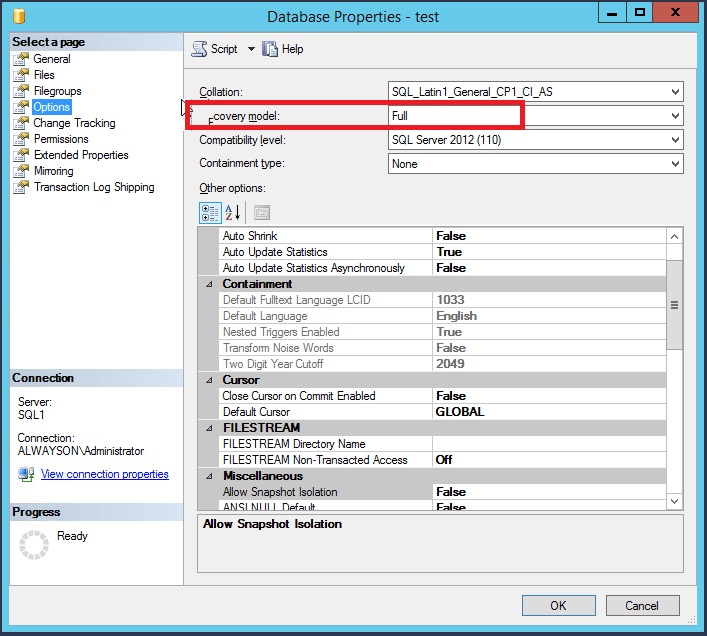 Database Properties - test
Select a page
General
Files
Filegroups
Options
Change Tracking
Permissions
Extended Properties
Mirroring
Transaction Log Shipping
Connection
Server:
SQL1
Connection:
ALWAYSON\Administrator
View connection properties
Progress
Ready
Script Help
Collation: SQL_Latin1_General_CP1_CI_AS
covery model: Full
Compatibility level: SQL Server 2012 (110)
Containment type: None
Other options:
Auto Shrink False
Auto Update Statistics True
Auto Update Statistics Asynchronously False
Containment
Default Fulltext Language LCID 1033
Default Language English
Nested Triggers Enabled True
Transform Noise Words False
Two Digit Year Cutoff 2049
Cursor
Close Cursor on Commit Enabled False
Default Cursor GLOBAL
FILESTREAM
FILESTREAM Directory Name
FILESTREAM Non-Transacted Access Off
Miscellaneous
Allow Snapshot Isolation False
ANSI NULL Default False
Allow Snapshot Isolation
OK Cancel